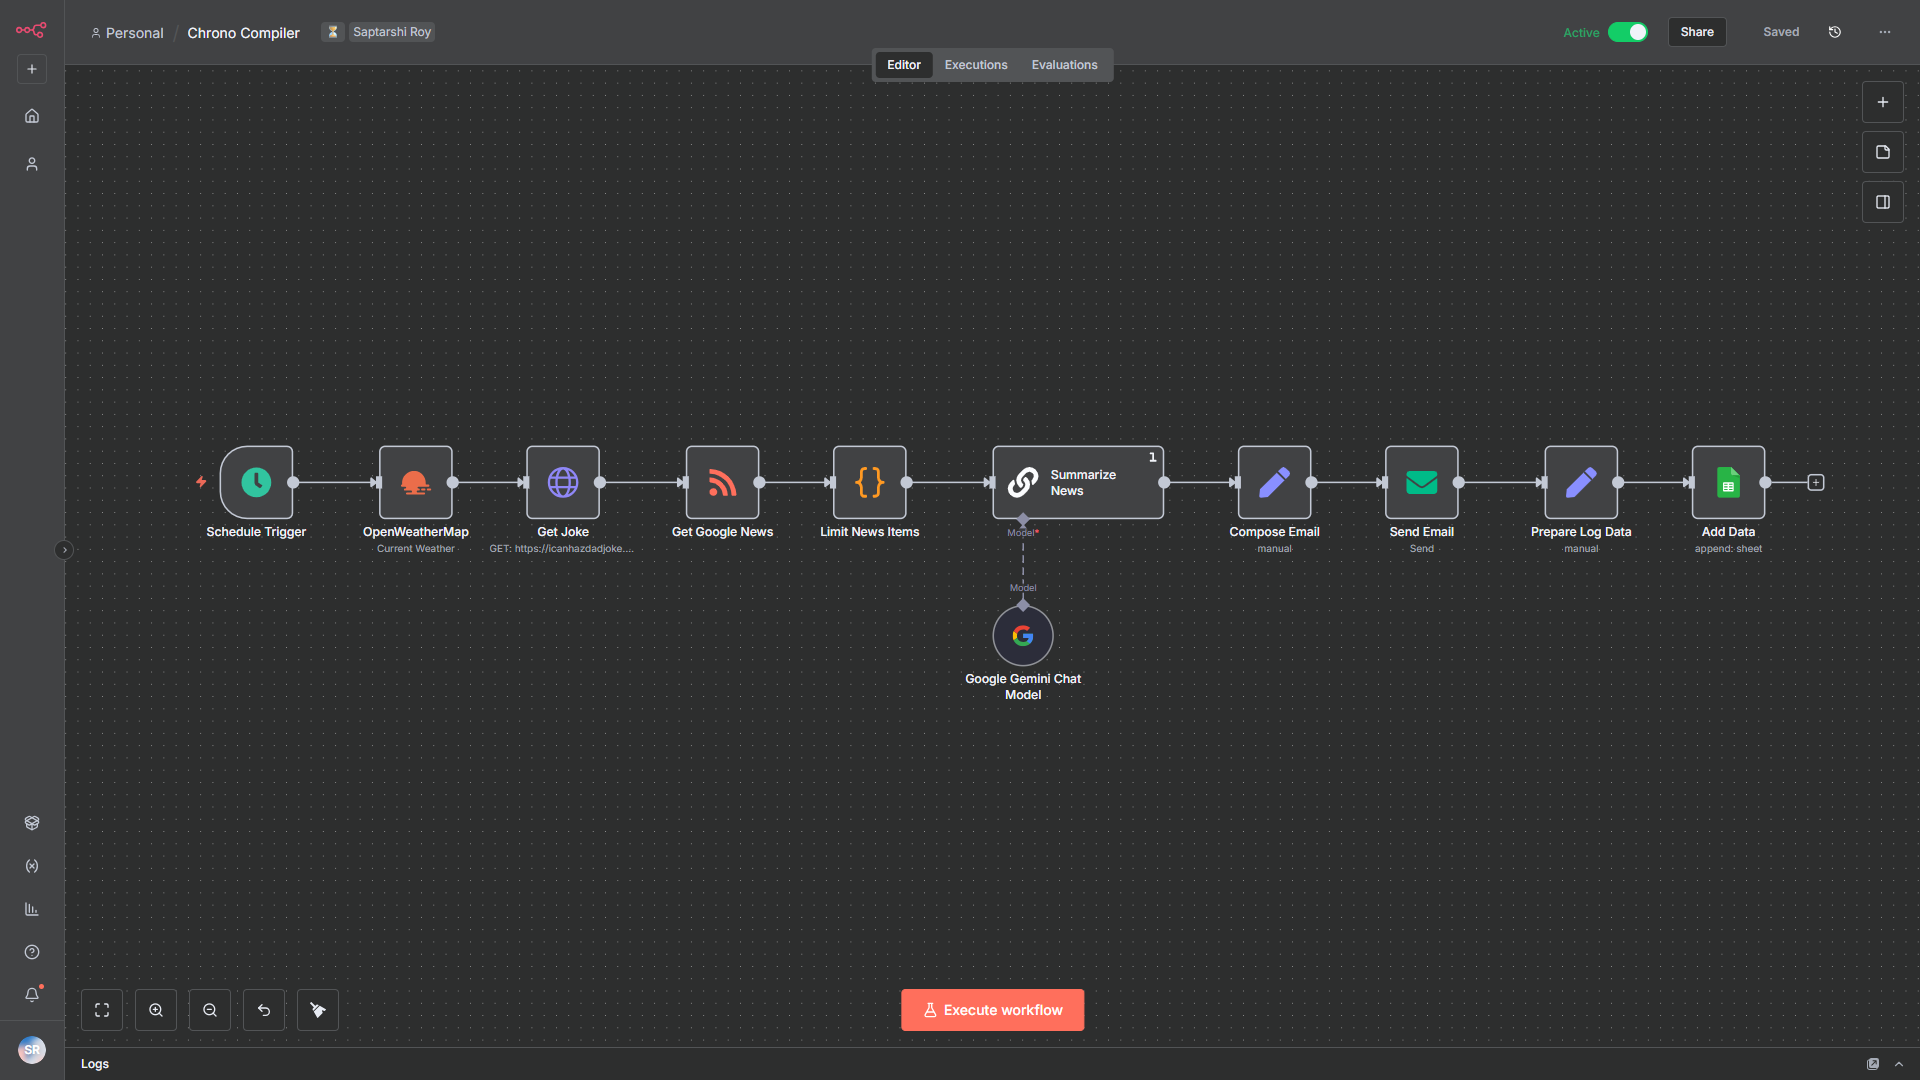 Personal / Chrono Compiler
Saptarshi Roy
Active
Share
Saved
Editor
Executions
Evaluations
Schedule Trigger
OpenWeatherMap
Current Weather
Get Joke
GET: https://icanhazdadjoke....
Get Google News
Limit News Items
Summarize
News
1
Model*
Model
Google Gemini Chat
Model
Compose Email
manual
Send Email
Send
Prepare Log Data
manual
Add Data
append: sheet
Execute workflow
SR
Logs